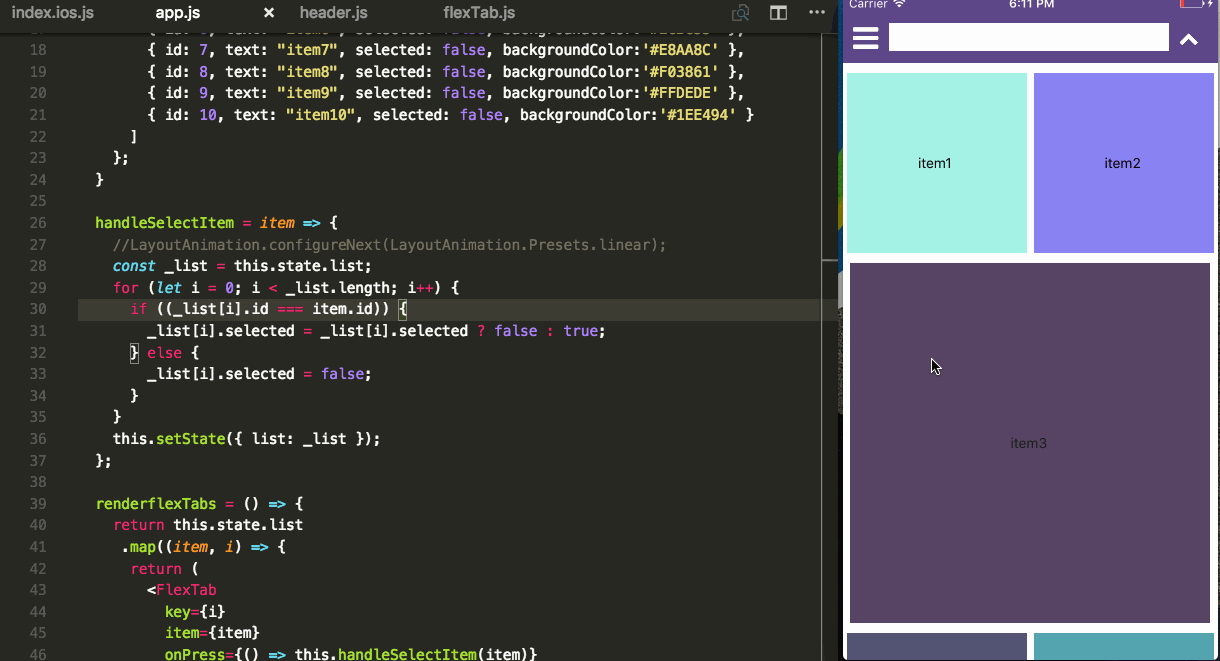 index.ios.js app.js × header.js flexTab.js
18 { id: 7, text: "item7", selected: false, backgroundColor:'#E8AA8C' },
19 { id: 8, text: "item8", selected: false, backgroundColor:'#F03861' },
20 { id: 9, text: "item9", selected: false, backgroundColor:'#FFDEDE' },
21 { id: 10, text: "item10", selected: false, backgroundColor:'#1EE494' }
22 ]
23 };
24 }
25
26 handleSelectItem = item => {
27 //LayoutAnimation.configureNext(LayoutAnimation.Presets.linear);
28 const _list = this.state.list;
29 for (let i = 0; i < _list.length; i++) {
30 if ((_list[i].id === item.id)) {
31 _list[i].selected = _list[i].selected ? false : true;
32 } else {
33 _list[i].selected = false;
34 }
35 }
36 this.setState({ list: _list });
37 };
38
39 renderflexTabs = () => {
40 return this.state.list
41 .map((item, i) => {
42 return (
43 <FlexTab
44 key={i}
45 item={item}
46 onPress={() => this.handleSelectItem(item)}
Carrier 6:11 PM
item1
item2
item3